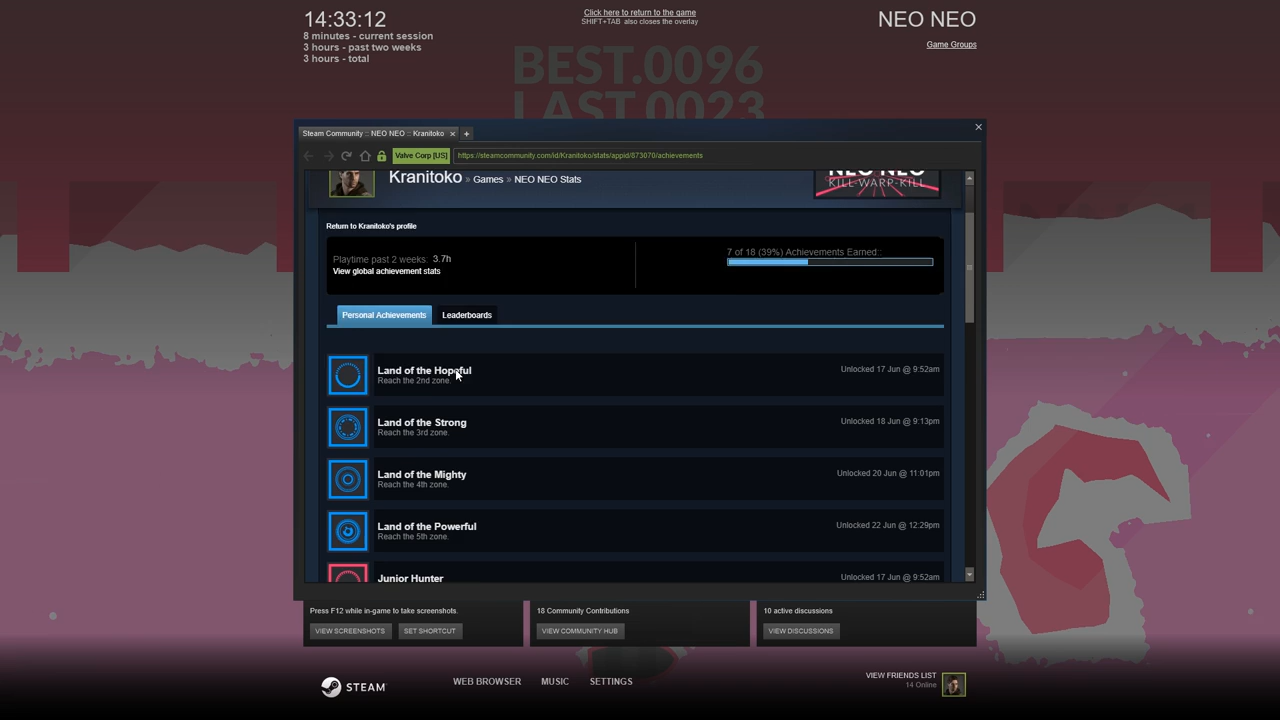 14:33:12
8 minutes - current session
3 hours - past two weeks
3 hours - total
Click here to return to the game
SHIFT+TAB also closes the overlay
NEO NEO
Game Groups
BEST.0096
LAST.0023
Steam Community :: NEO NEO :: Kranitoko
Valve Corp [US]
https://steamcommunity.com/id/Kranitoko/stats/appid/873070/achievements
Kranitoko » Games » NEO NEO Stats
NEO NEO
KILL-WARP-KILL
Return to Kranitoko's profile
Playtime past 2 weeks: 3.7h
View global achievement stats
7 of 18 (39%) Achievements Earned:
Personal Achievements
Leaderboards
Land of the Hopeful
Reach the 2nd zone.
Unlocked 17 Jun @ 9:52am
Land of the Strong
Reach the 3rd zone.
Unlocked 18 Jun @ 9:13pm
Land of the Mighty
Reach the 4th zone.
Unlocked 20 Jun @ 11:01pm
Land of the Powerful
Reach the 5th zone.
Unlocked 22 Jun @ 12:29pm
Junior Hunter
Unlocked 17 Jun @ 9:52am
Press F12 while in-game to take screenshots.
VIEW SCREENSHOTS
SET SHORTCUT
18 Community Contributions
VIEW COMMUNITY HUB
10 active discussions
VIEW DISCUSSIONS
STEAM
WEB BROWSER
MUSIC
SETTINGS
VIEW FRIENDS LIST
14 Online